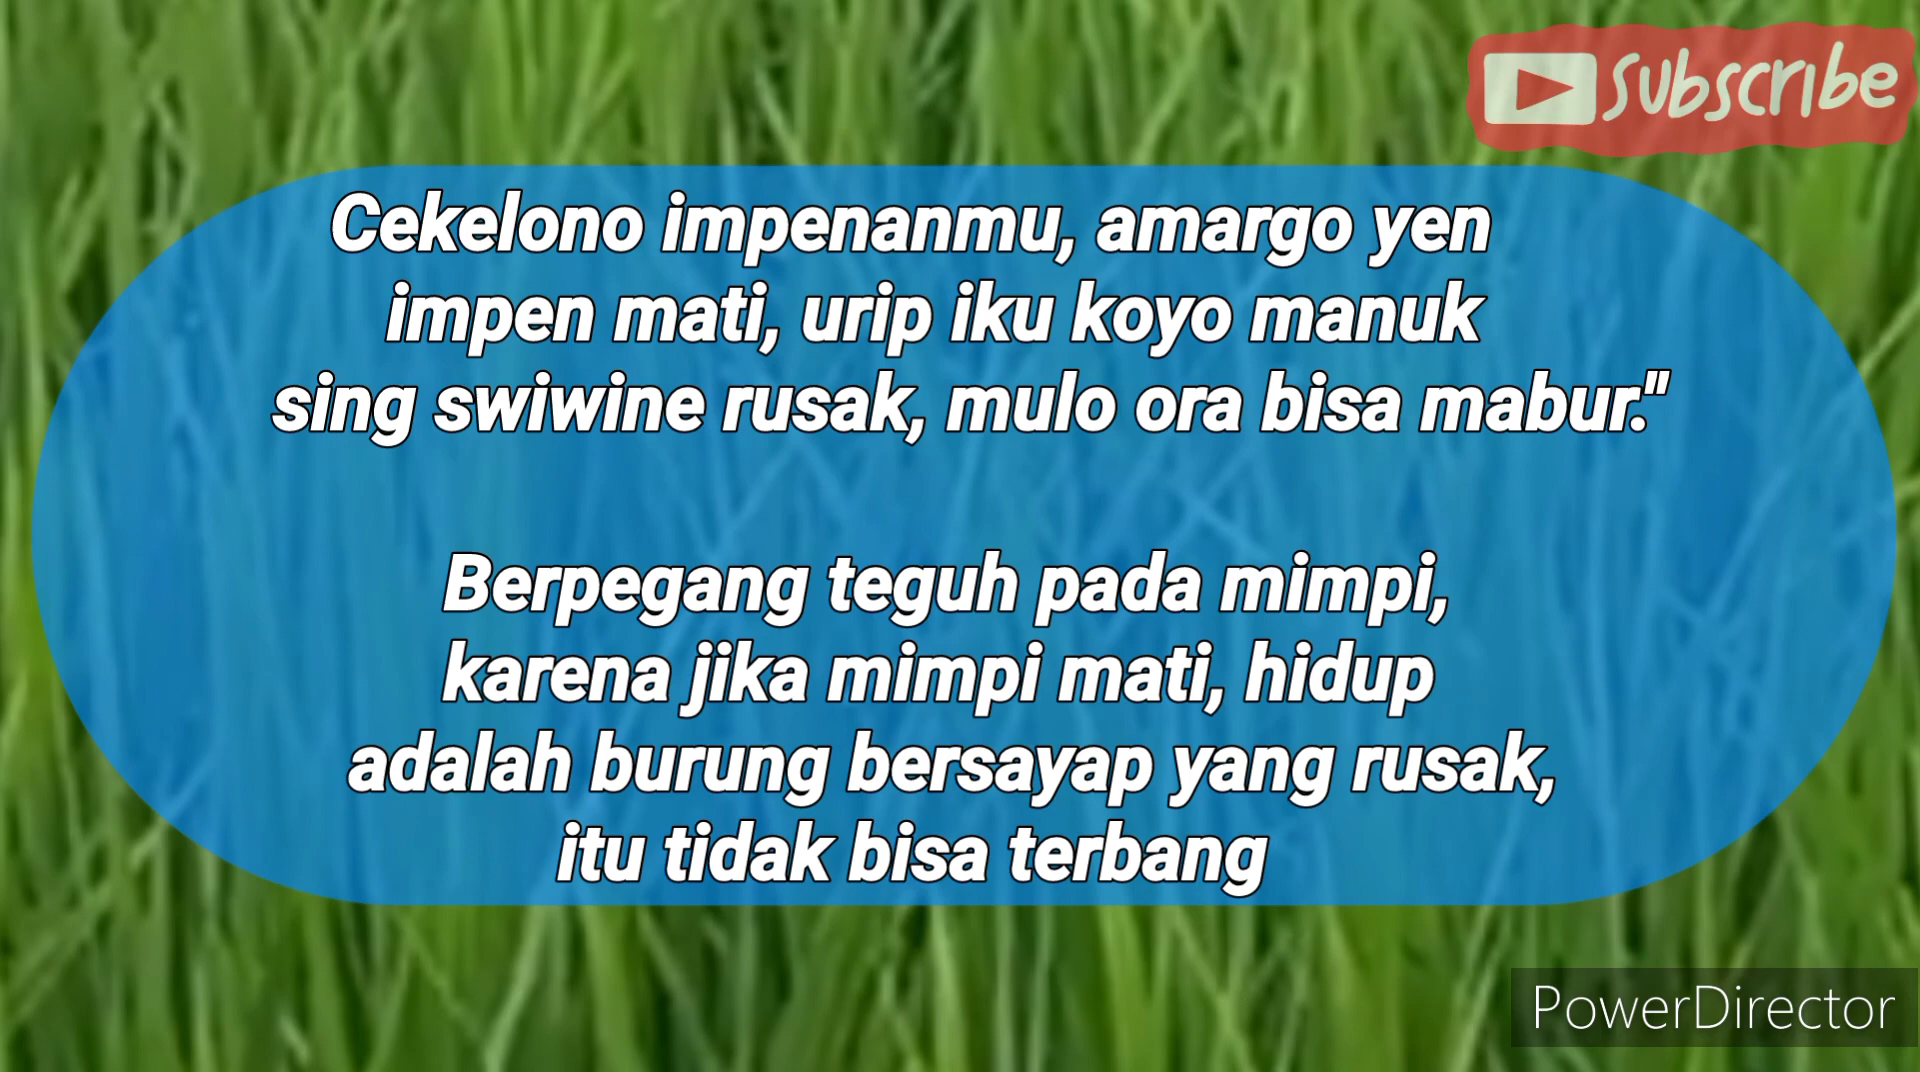 Subscribe
Cekelono impenanmu, amargo yen
impen mati, urip iku koyo manuk
sing swiwine rusak, mulo ora bisa mabur."
Berpegang teguh pada mimpi,
karena jika mimpi mati, hidup
adalah burung bersayap yang rusak,
itu tidak bisa terbang
PowerDirector